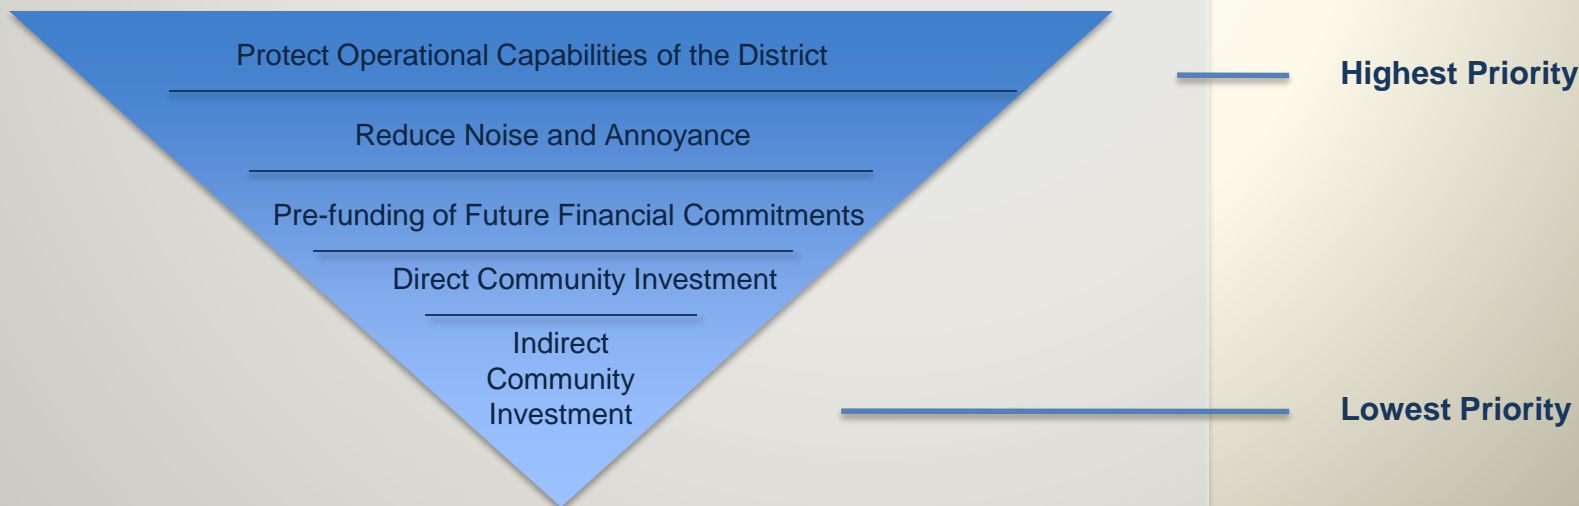 Protect Operational Capabilities of the District
Highest Priority
Reduce Noise and Annoyance
Pre-funding of Future Financial Commitments
Direct Community Investment
Indirect
Community
Investment
Lowest Priority